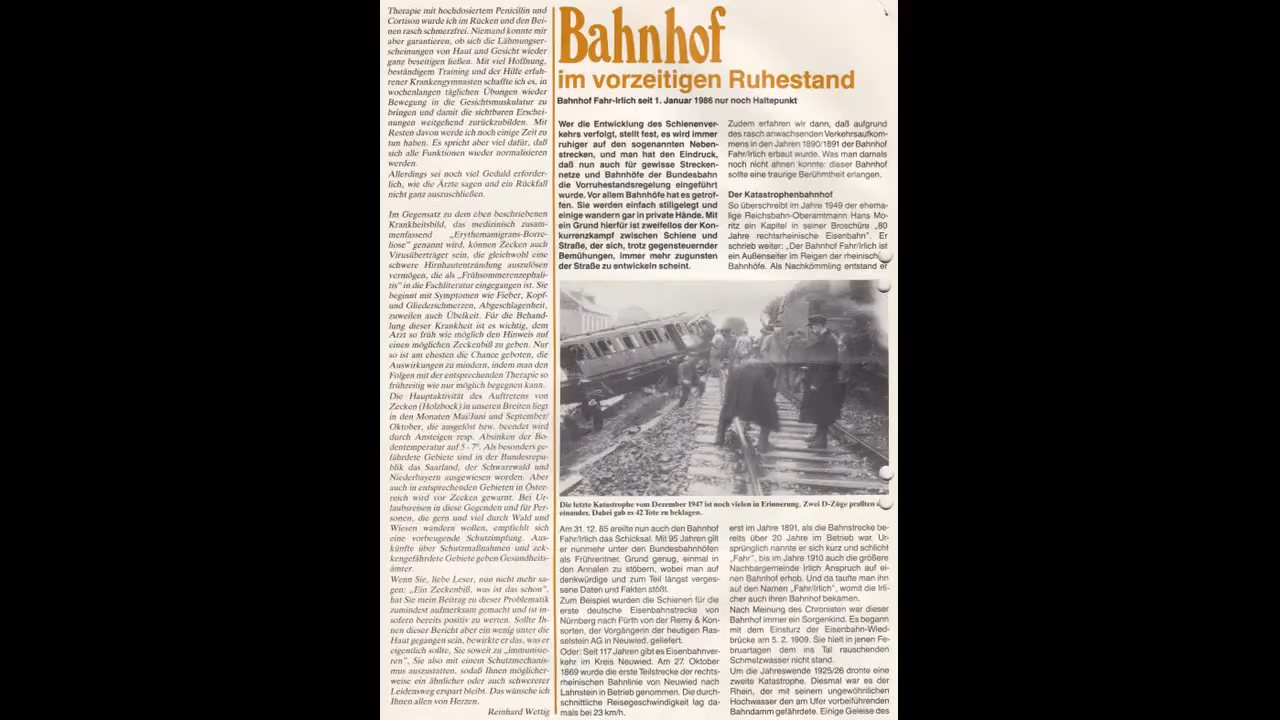 Therapie mit hochdosiertem Penicillin und
Cortison wurde ich im Rücken und den Bei-
nen rasch schmerzfrei. Niemand konnte mir
aber garantieren, ob sich die Lähmungser-
scheinungen von Haut und Gesicht wieder
ganz beseitigen ließen. Mit viel Hoffnung,
beständigem Training und der Hilfe erfah-
rener Krankengymnasten schaffte ich es, in
wochenlangen täglichen Übungen wieder
Bewegung in die Gesichtsmuskulatur zu
bringen und damit die sichtbaren Erschei-
nungen weitgehend zurückzubilden. Mit
Resten davon werde ich noch einige Zeit zu
tun haben. Es spricht aber viel dafür, daß
sich alle Funktionen wieder normalisieren
werden.
Allerdings sei noch viel Geduld erforder-
lich, wie die Ärzte sagen und ein Rückfall
nicht ganz auszuschließen.
Im Gegensatz zu dem eben beschriebenen
Krankheitsbild, das medizinisch zusam-
menfassend „Erythemamigrans-Borre-
liose" genannt wird, können Zecken auch
Virusüberträger sein, die gleichwohl eine
schwere Hirnhautentzündung auszulösen
vermögen, die als „Frühsommerenzephali-
tis" in die Fachliteratur eingegangen ist. Sie
beginnt mit Symptomen wie Fieber, Kopf-
und Gliederschmerzen, Abgeschlagenheit,
zuweilen auch Übelkeit. Für die Behand-
lung dieser Krankheit ist es wichtig, dem
Arzt so früh wie möglich den Hinweis auf
einen möglichen Zeckenbiß zu geben. Nur
so ist am ehesten die Chance geboten, die
Auswirkungen zu mindern, indem man den
Folgen mit der entsprechenden Therapie so
frühzeitig wie nur möglich begegnen kann.
Die Hauptaktivität des Auftretens von
Zecken (Holzbock) in unseren Breiten liegt
in den Monaten Mai/Juni und September/
Oktober, die ausgelöst bzw. beendet wird
durch Ansteigen resp. Absinken der Bo-
dentemperatur auf 5 - 7°. Als besonders ge-
fährdete Gebiete sind in der Bundesrepu-
blik das Saarland, der Schwarzwald und
Niederbayern ausgewiesen worden. Aber
auch in entsprechenden Gebieten in Öster-
reich wird vor Zecken gewarnt. Bei Ur-
laubsreisen in diese Gegenden und für Per-
sonen, die gern und viel durch Wald und
Wiesen wandern wollen, empfiehlt sich
eine vorbeugende Schutzimpfung. Aus-
künfte über Schutzmaßnahmen und zek-
kengefährdete Gebiete geben Gesundheits-
ämter.
Wenn Sie, liebe Leser, nun nicht mehr sa-
gen: „Ein Zeckenbiß, was ist das schon",
hat Sie mein Beitrag zu dieser Problematik
zumindest aufmerksam gemacht und ist in-
sofern bereits positiv zu werten. Sollte Ih-
nen dieser Bericht aber ein wenig unter die
Haut gegangen sein, bewirkte er das, was er
eigentlich sollte, Sie soweit zu „immunisie-
ren", Sie also mit einem Schutzmechanis-
mus auszustatten, sodaß Ihnen möglicher-
weise ein ähnlicher oder auch schwererer
Leidensweg erspart bleibt. Das wünsche ich
Ihnen allen von Herzen.
Reinhard Wettig
Bahnhof
im vorzeitigen Ruhestand
Bahnhof Fahr-Irlich seit 1. Januar 1986 nur noch Haltepunkt
Wer die Entwicklung des Schienenver-
kehrs verfolgt, stellt fest, es wird immer
ruhiger auf den sogenannten Neben-
strecken, und man hat den Eindruck,
daß nun auch für gewisse Strecken-
netze und Bahnhöfe der Bundesbahn
die Vorruhestandsregelung eingeführt
wurde. Vor allem Bahnhöfe hat es getrof-
fen. Sie werden einfach stillgelegt und
einige wandern gar in private Hände. Mit
ein Grund hierfür ist zweifellos der Kon-
kurrenzkampf zwischen Schiene und
Straße, der sich, trotz gegensteuernder
Bemühungen, immer mehr zugunsten
der Straße zu entwickeln scheint.
Zudem erfahren wir dann, daß aufgrund
des rasch anwachsenden Verkehrsaufkom-
mens in den Jahren 1890/1891 der Bahnhof
Fahr/Irlich erbaut wurde. Was man damals
noch nicht ahnen konnte: dieser Bahnhof
sollte eine traurige Berühmtheit erlangen.
Der Katastrophenbahnhof
So überschreibt im Jahre 1949 der ehema-
lige Reichsbahn-Oberamtmann Hans Mo-
ritz ein Kapitel in seiner Broschüre „80
Jahre rechtsrheinische Eisenbahn". Er
schrieb weiter: „Der Bahnhof Fahr/Irlich ist
ein Außenseiter im Reigen der rheinisch
Bahnhöfe. Als Nachkömmling entstand er
Die letzte Katastrophe vom Dezember 1947 ist noch vielen in Erinnerung. Zwei D-Züge prallten
einander. Dabei gab es 42 Tote zu beklagen.
Am 31. 12. 85 ereilte nun auch den Bahnhof
Fahr/Irlich das Schicksal. Mit 95 Jahren gilt
er nunmehr unter den Bundesbahnhöfen
als Frührentner. Grund genug, einmal in
den Annalen zu stöbern, wobei man auf
denkwürdige und zum Teil längst verges-
sene Daten und Fakten stößt.
Zum Beispiel wurden die Schienen für die
erste deutsche Eisenbahnstrecke von
Nürnberg nach Fürth von der Remy & Kon-
sorten, der Vorgängerin der heutigen Ras-
selstein AG in Neuwied, geliefert.
Oder: Seit 117 Jahren gibt es Eisenbahnver-
kehr im Kreis Neuwied. Am 27. Oktober
1869 wurde die erste Teilstrecke der rechts-
rheinischen Bahnlinie von Neuwied nach
Lahnstein in Betrieb genommen. Die durch-
schnittliche Reisegeschwindigkeit lag da-
mals bei 23 km/h.
erst im Jahre 1891, als die Bahnstrecke be-
reits über 20 Jahre im Betrieb war. Ur-
sprünglich nannte er sich kurz und schlicht
„Fahr", bis im Jahre 1910 auch die größere
Nachbargemeinde Irlich Anspruch auf ei-
nen Bahnhof erhob. Und da taufte man ihn
auf den Namen „Fahr/Irlich", womit die Irli-
cher auch ihren Bahnhof bekamen.
Nach Meinung des Chronisten war dieser
Bahnhof immer ein Sorgenkind. Es begann
mit dem Einsturz der Eisenbahn-Wied-
brücke am 5. 2. 1909. Sie hielt in jenen Fe-
bruartagen dem ins Tal rauschenden
Schmelzwasser nicht stand.
Um die Jahreswende 1925/26 drohte eine
zweite Katastrophe. Diesmal war es der
Rhein, der mit seinem ungewöhnlichen
Hochwasser den am Ufer vorbeiführenden
Bahndamm gefährdete. Einige Geleise des